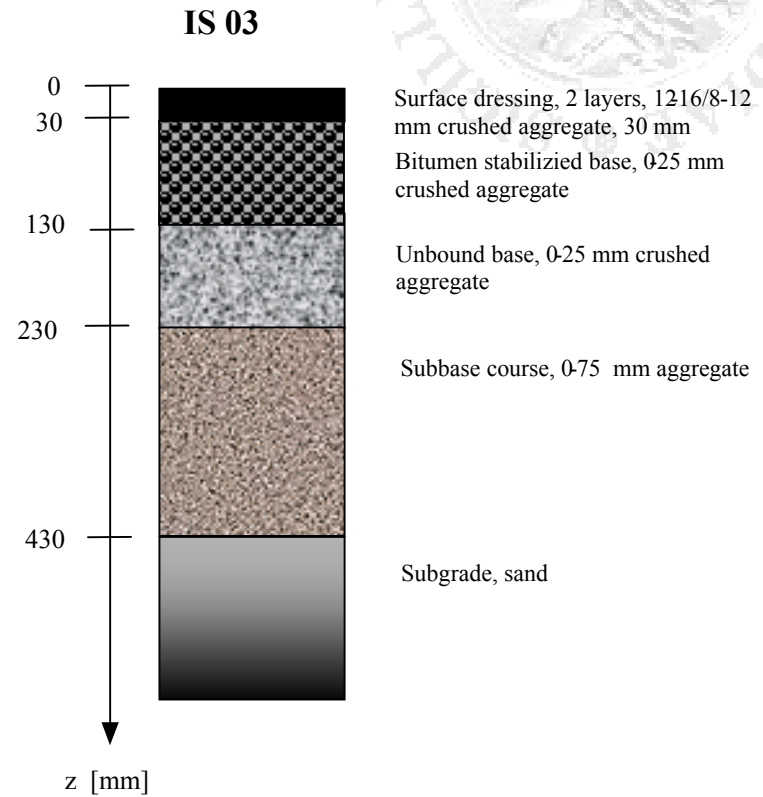 IS 03
0
Surface dressing, 2 layers, 1216/8-12
30
mm crushed aggregate, 30 mm
Bitumen stabilizied base, 0-25 mm
crushed aggregate
130
Unbound base, 0-25 mm crushed
aggregate
230
Subbase course, 0-75 mm aggregate
430
Subgrade, sand
z [mm]